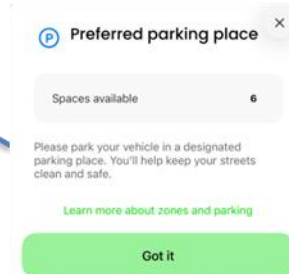 P Preferred parking place ×
Spaces available 6
Please park your vehicle in a designated
parking place. You'll help keep your streets
clean and safe.
Learn more about zones and parking
Got it